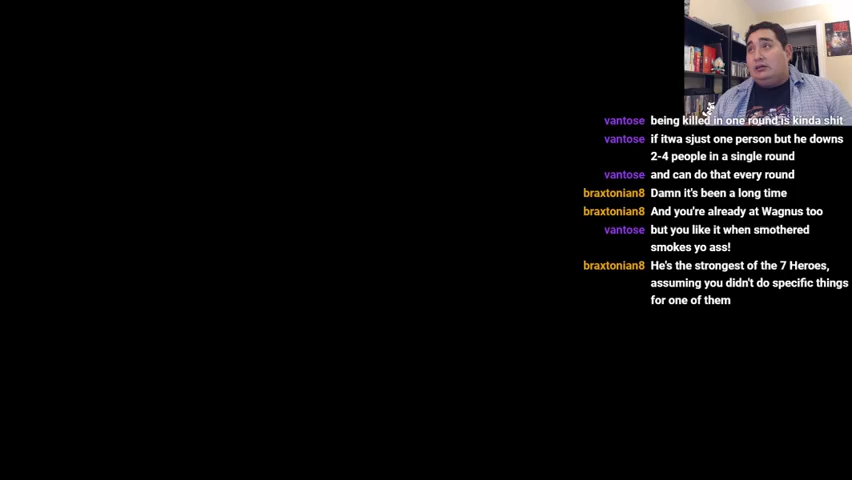 vantose being killed in one round is kinda shit
vantose if itwa sjust one person but he downs
2-4 people in a single round
vantose and can do that every round
braxtonian8 Damn it's been a long time
braxtonian8 And you're already at Wagnus too
vantose but you like it when smothered
smokes yo ass!
braxtonian8 He's the strongest of the 7 Heroes,
assuming you didn't do specific things
for one of them